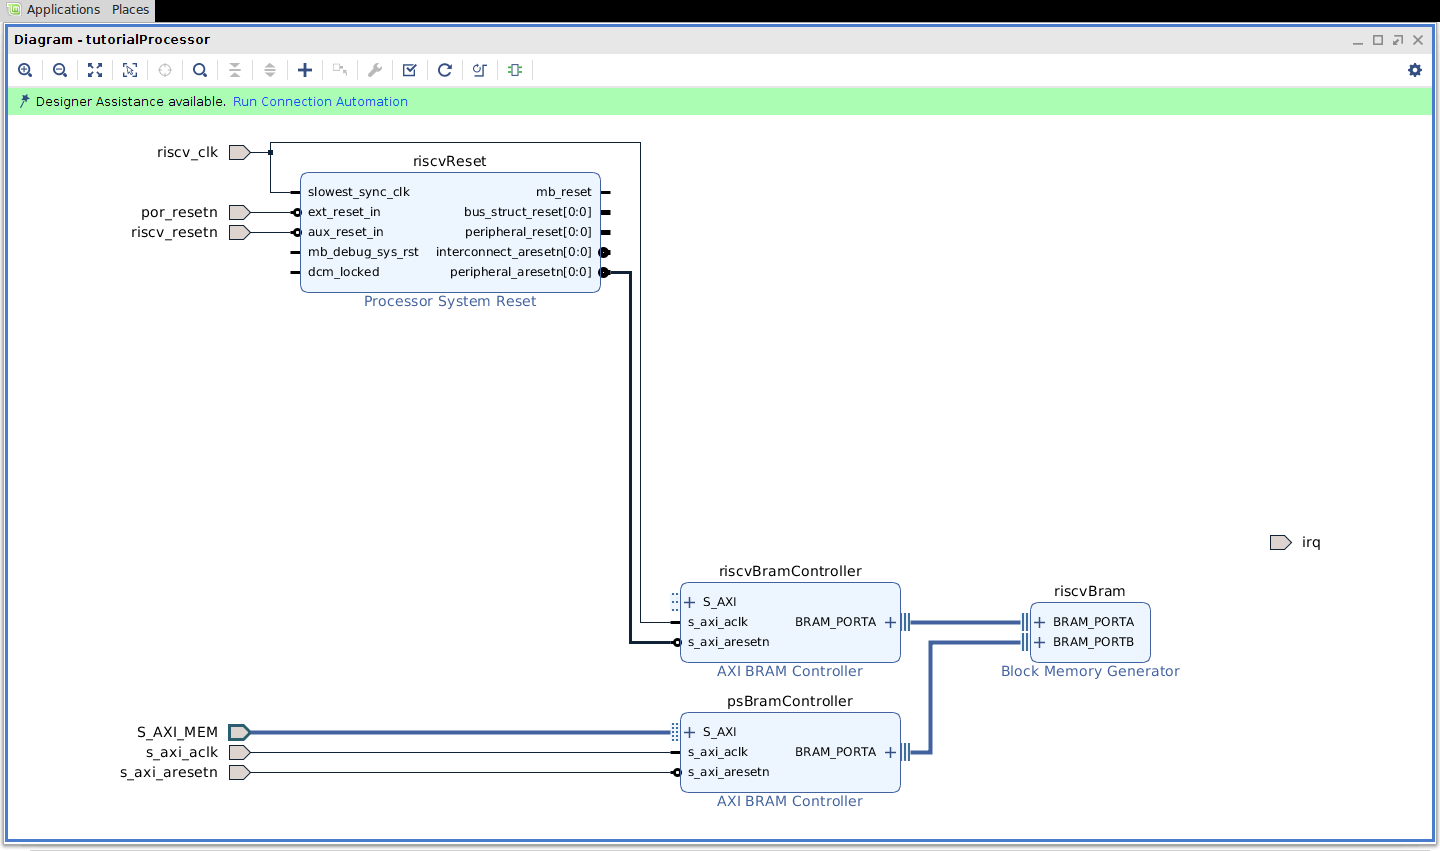 Applications Places
Diagram - tutorialProcessor
Designer Assistance available. Run Connection Automation
riscv_clk
riscvReset
slowest_sync_clk mb_reset
por_resetn ext_reset_in bus_struct_reset[0:0]
riscv_resetn aux_reset_in peripheral_reset[0:0]
mb_debug_sys_rst interconnect_aresetn[0:0]
dcm_locked peripheral_aresetn[0:0]
Processor System Reset
irq
riscvBramController
S_AXI
s_axi_aclk BRAM_PORTA
s_axi_aresetn
AXI BRAM Controller
riscvBram
BRAM_PORTA
BRAM_PORTB
Block Memory Generator
psBramController
S_AXI_MEM S_AXI
s_axi_aclk s_axi_aclk BRAM_PORTA
s_axi_aresetn s_axi_aresetn
AXI BRAM Controller